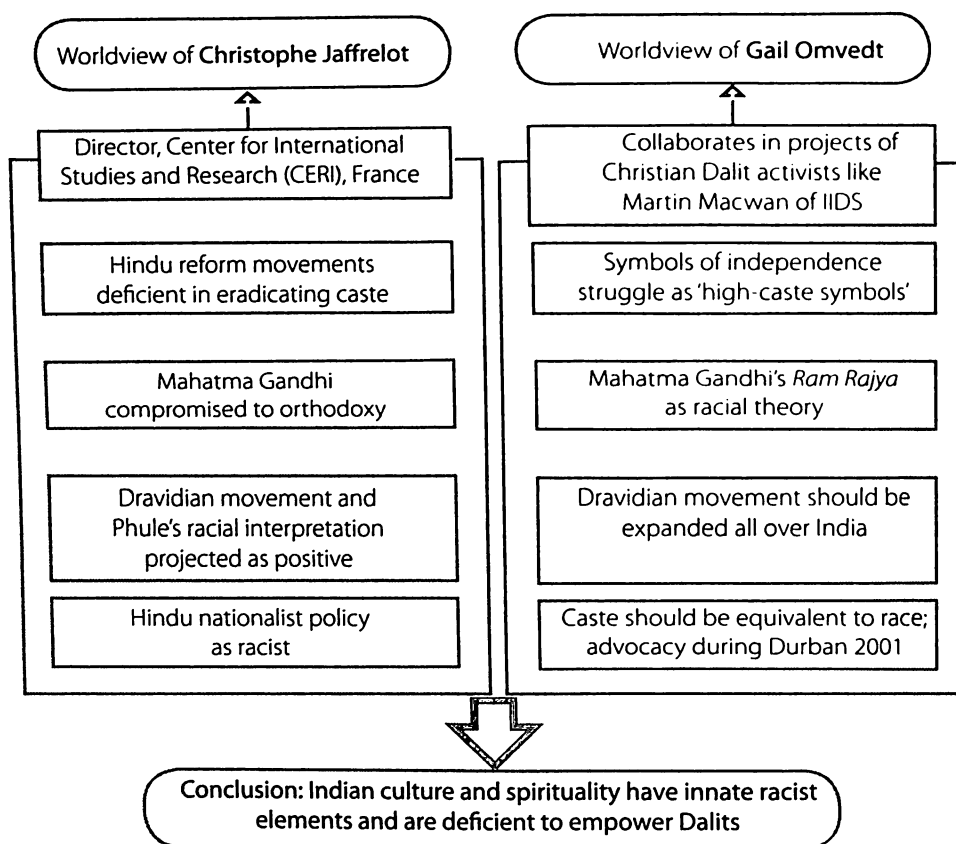 Worldview of Christophe Jaffrelot
Director, Center for International
Studies and Research (CERI), France
Hindu reform movements
deficient in eradicating caste
Mahatma Gandhi
compromised to orthodoxy
Dravidian movement and
Phule's racial interpretation
projected as positive
Hindu nationalist policy
as racist
Worldview of Gail Omvedt
Collaborates in projects of
Christian Dalit activists like
Martin Macwan of IIDS
Symbols of independence
struggle as 'high-caste symbols'
Mahatma Gandhi's Ram Rajya
as racial theory
Dravidian movement should be
expanded all over India
Caste should be equivalent to race;
advocacy during Durban 2001
Conclusion: Indian culture and spirituality have innate racist
elements and are deficient to empower Dalits